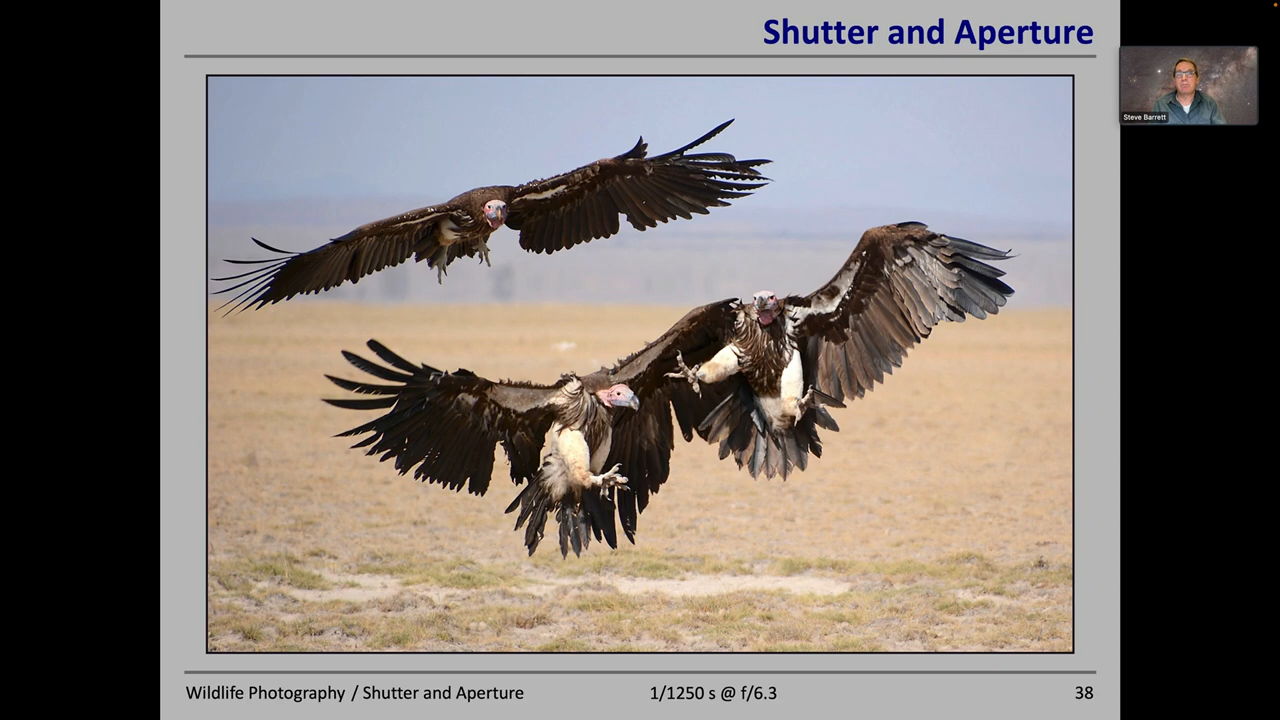 Shutter and Aperture
Steve Barrett
Wildlife Photography / Shutter and Aperture
1/1250 s @ f/6.3
38